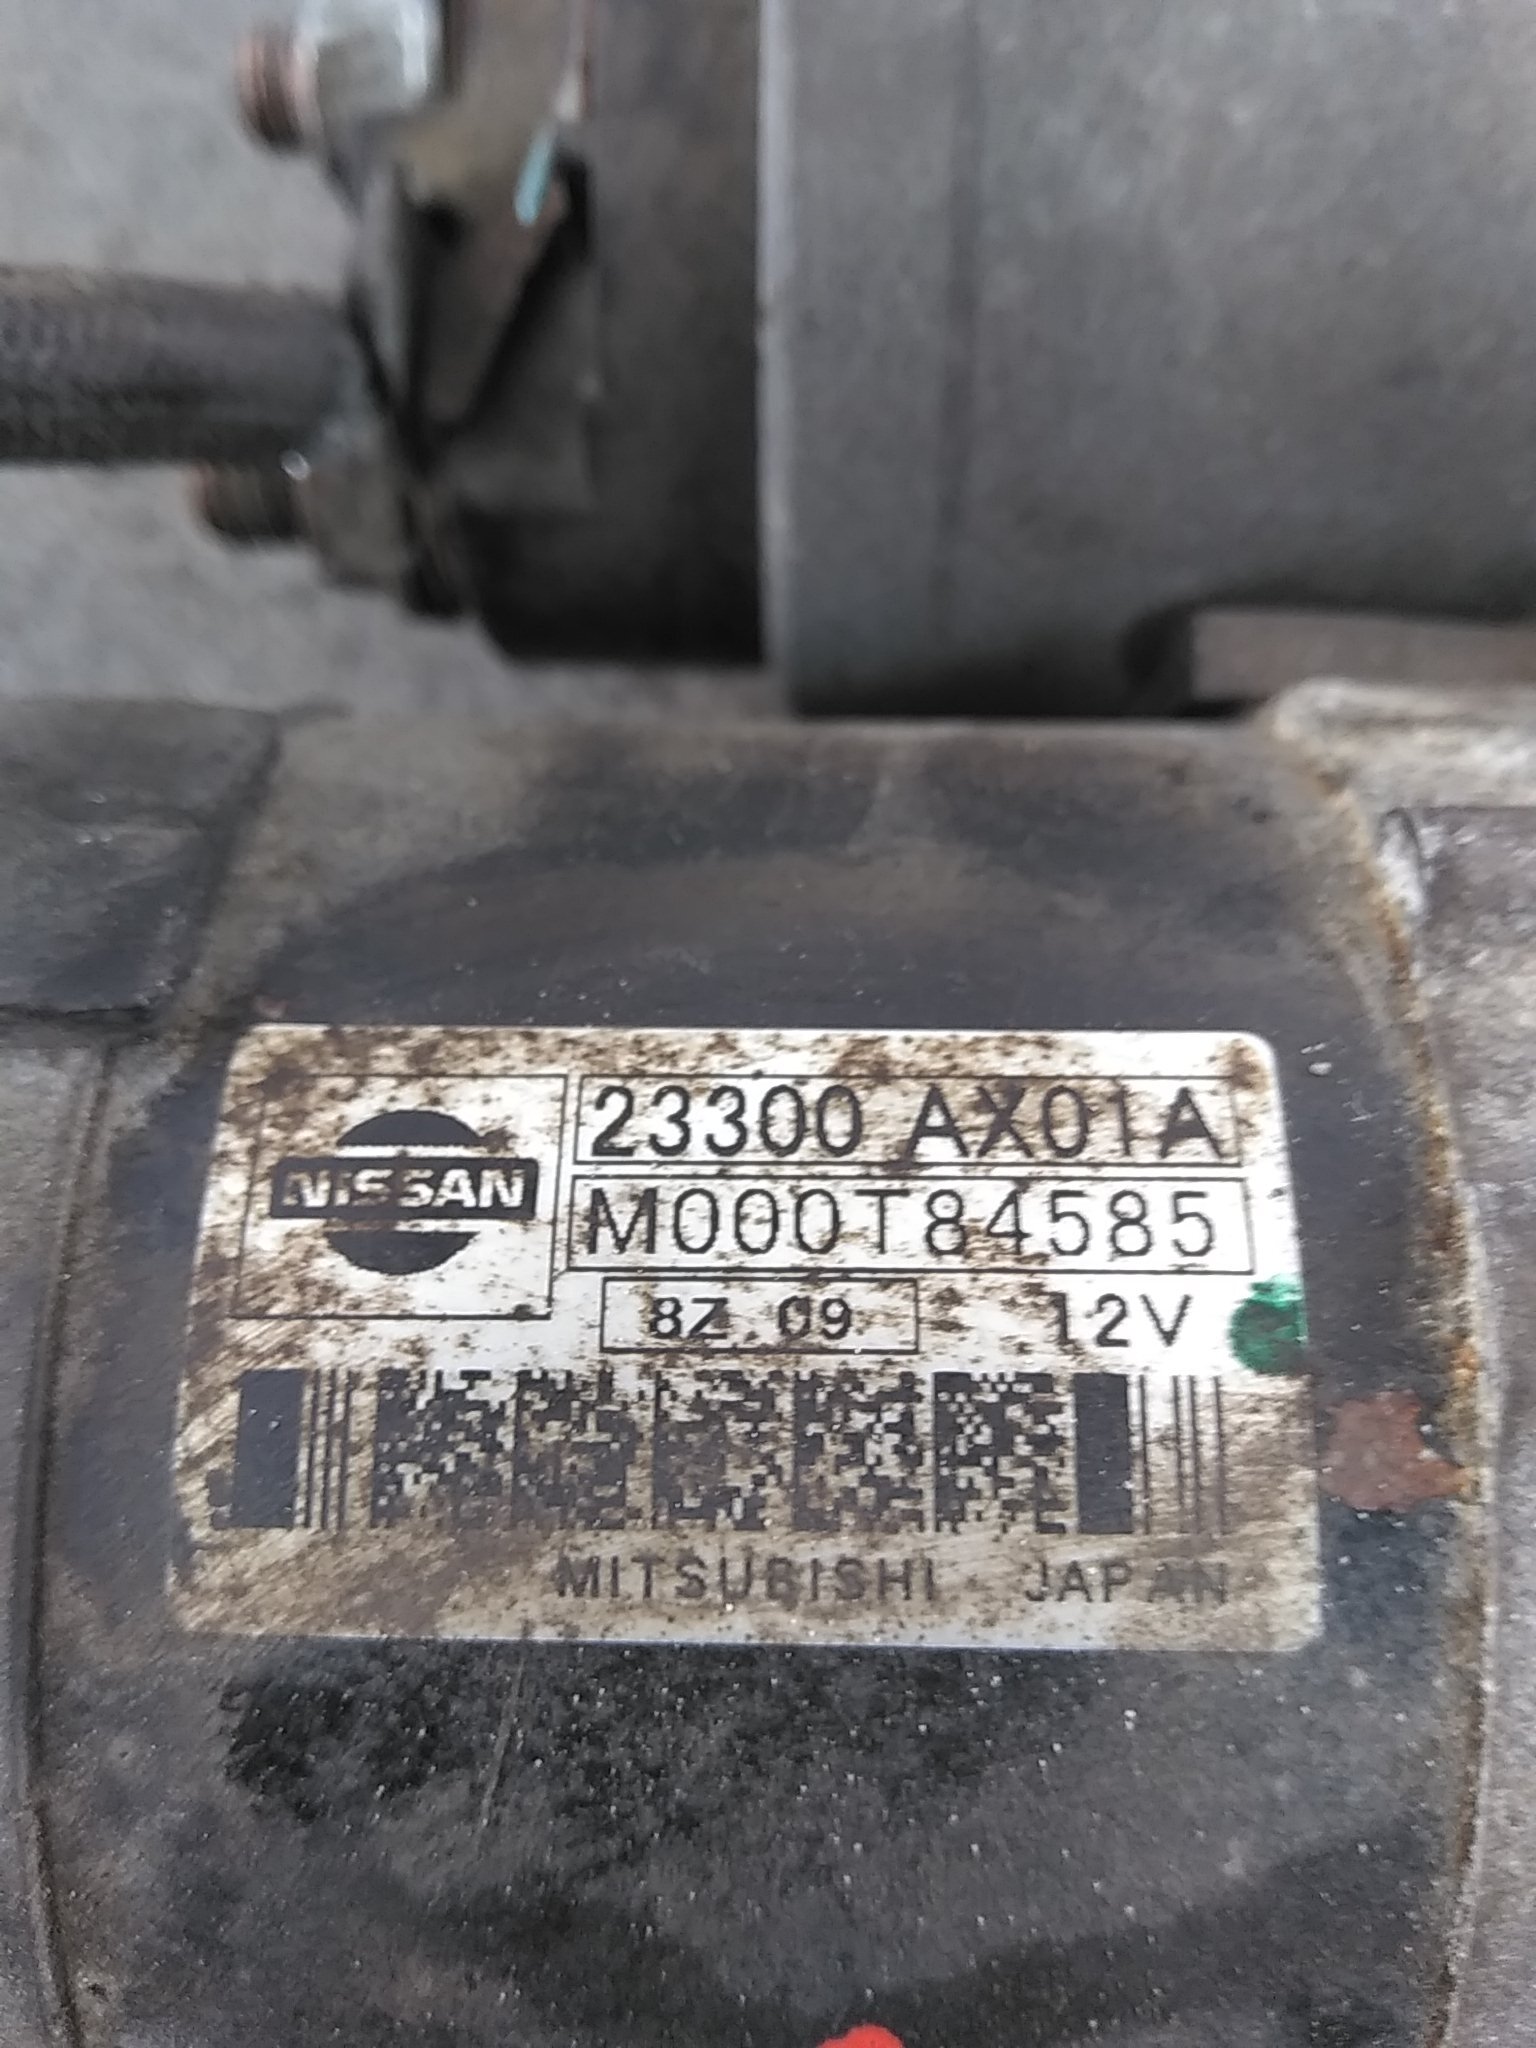 NISSAN
23300 AX01A
M000T84585
8Z 09 12V
MITSUBISHI JAPAN